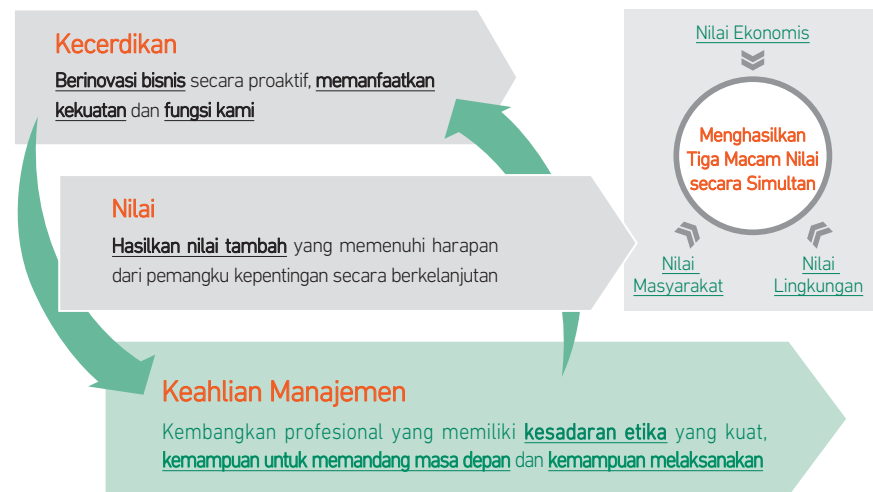 Kecerdikan
Berinovasi bisnis secara proaktif, memanfaatkan
kekuatan dan fungsi kami
Nilai
Hasilkan nilai tambah yang memenuhi harapan
dari pemangku kepentingan secara berkelanjutan
Nilai Ekonomis
Menghasilkan
Tiga Macam Nilai
secara Simultan
Nilai
Masyarakat
Nilai
Lingkungan
Keahlian Manajemen
Kembangkan profesional yang memiliki kesadaran etika yang kuat,
kemampuan untuk memandang masa depan dan kemampuan melaksanakan